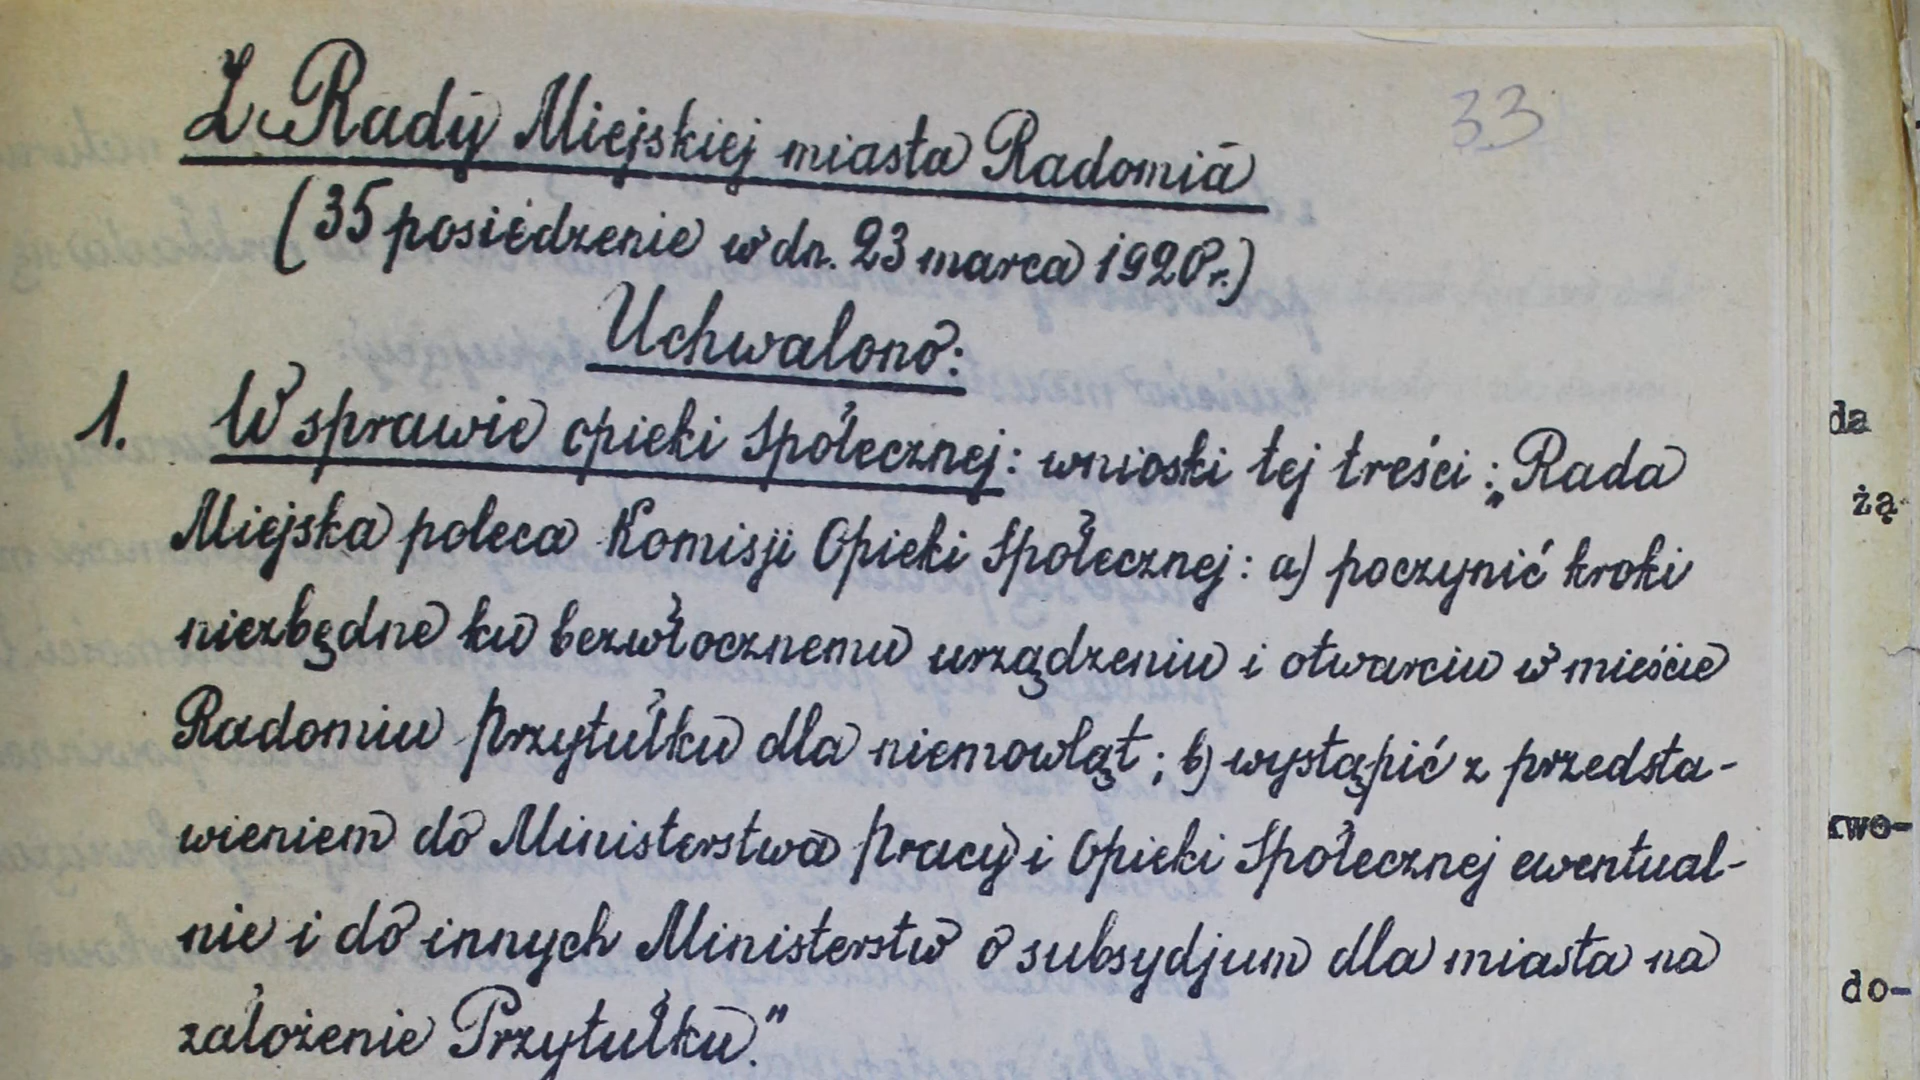 33
Z Rady Miejskiej miasta Radomia
(35 posiedzenie w dn. 23 marca 1920 r.)
Uchwalono:
1. W sprawie opieki Społecznej: wnioski tej treści: „Rada
Miejska poleca Komisji Opieki Społecznej: a) poczynić kroki
niezbędne ku bezwłocznemu urządzeniu i otwarciu w mieście
Radomiu Przytułku dla niemowląt; b) wystąpić z przedsta-
wieniem do Ministerstwa Pracy i Opieki Społecznej ewentual-
nie i do innych Ministerstw o subsydjum dla miasta na
założenie Przytułku."
da
żą-
two-
do-